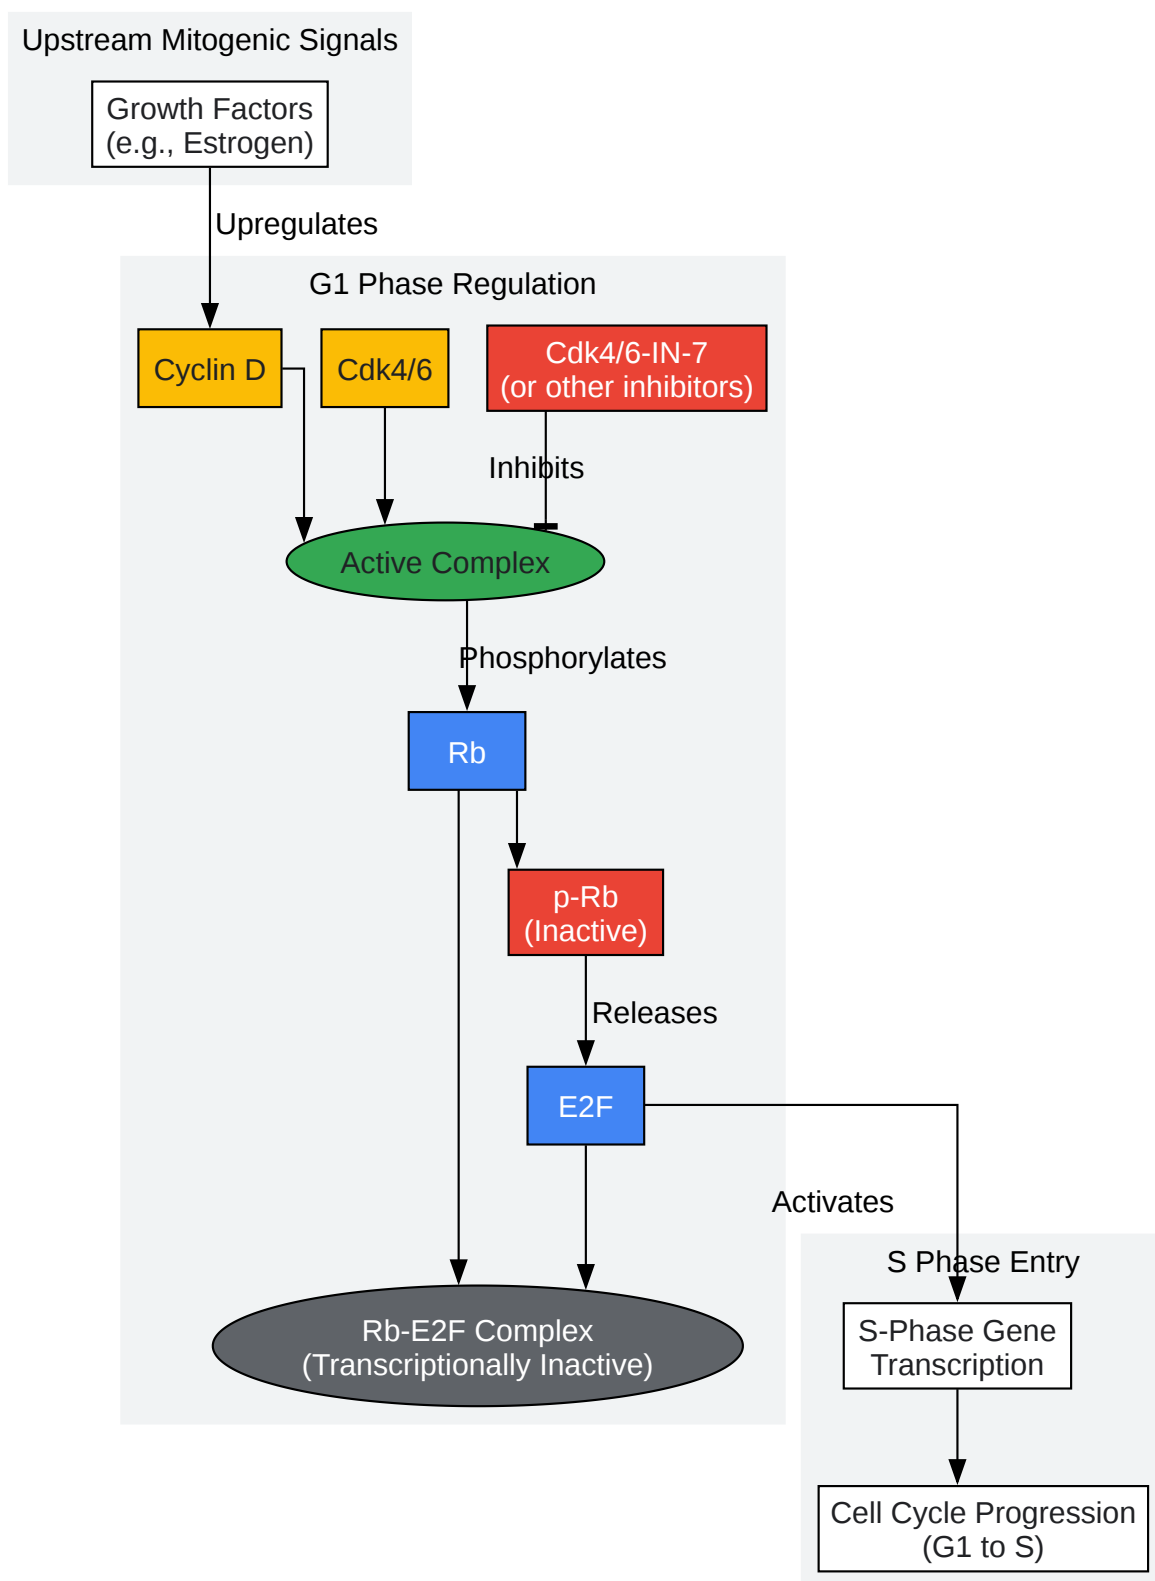 Upstream Mitogenic Signals
Growth Factors
(e.g., Estrogen)
Upregulates
G1 Phase Regulation
Cyclin D
Cdk4/6
Cdk4/6-IN-7
(or other inhibitors)
Inhibits
Active Complex
Phosphorylates
Rb
p-Rb
(Inactive)
Releases
E2F
Activates
S Phase Entry
Rb-E2F Complex
(Transcriptionally Inactive)
S-Phase Gene
Transcription
Cell Cycle Progression
(G1 to S)